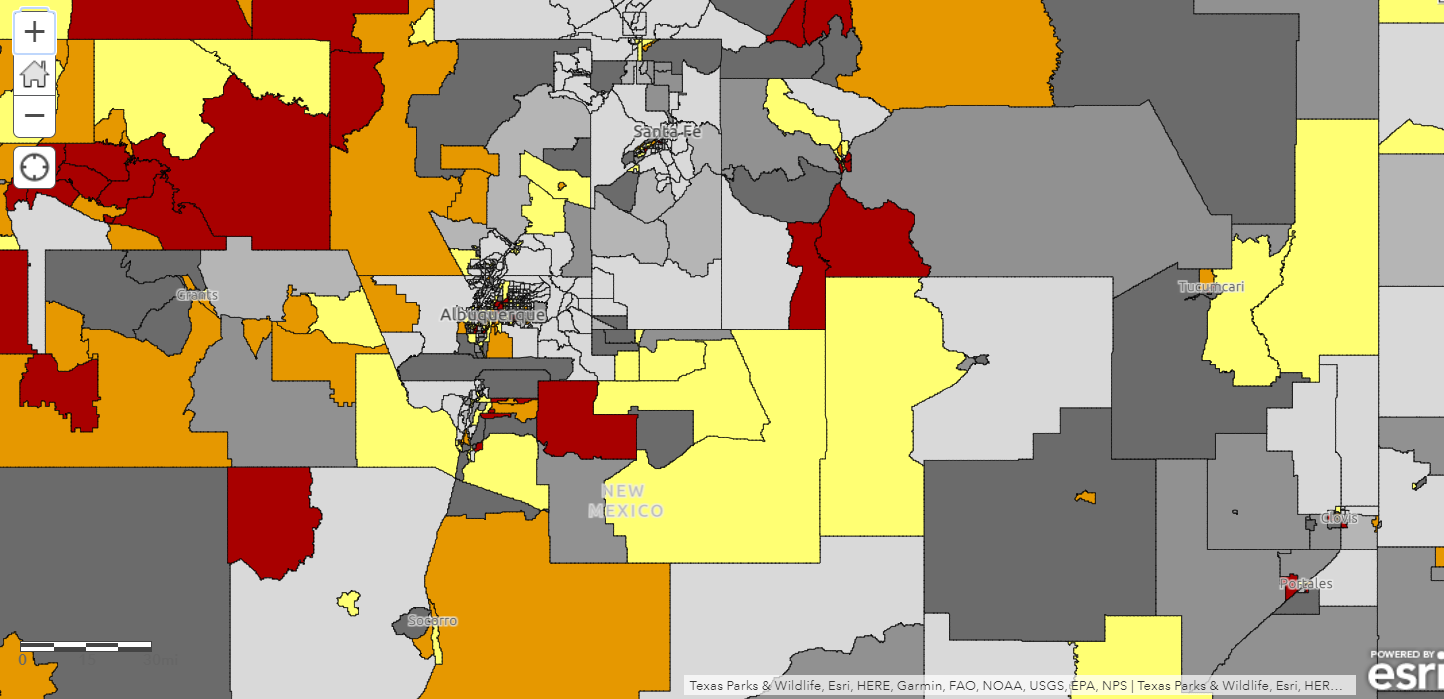 Santa Fe
Grants
Tucumcari
Albuquerque
NEW
MEXICO
Clovis
Portales
Socorro
0
POWERED BY
esri
Texas Parks & Wildlife, Esri, HERE, Garmin, FAO, NOAA, USGS, EPA, NPS | Texas Parks & Wildlife, Esri, HER...